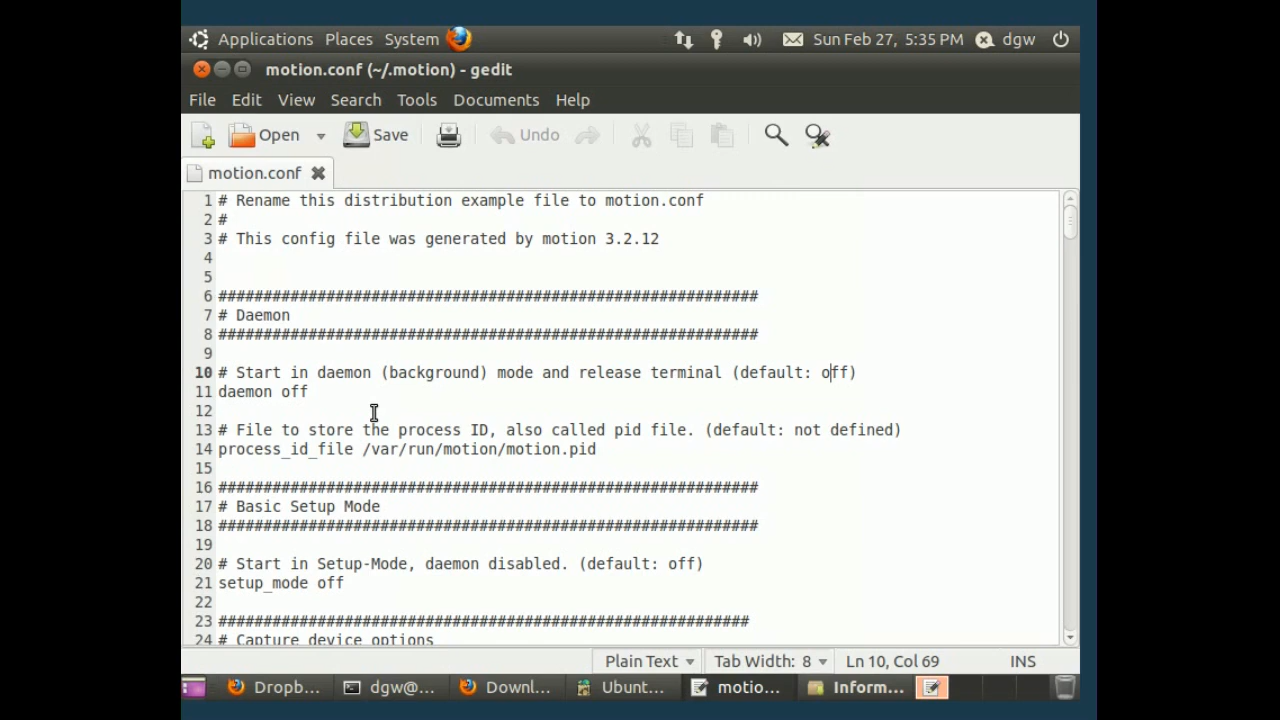 Applications Places System Sun Feb 27, 5:35 PM dgw
motion.conf (~/.motion) - gedit
File Edit View Search Tools Documents Help
Open Save Undo
motion.conf
1 # Rename this distribution example file to motion.conf
2 #
3 # This config file was generated by motion 3.2.12
4
5
6 ############################################################
7 # Daemon
8 ############################################################
9
10 # Start in daemon (background) mode and release terminal (default: off)
11 daemon off
12
13 # File to store the process ID, also called pid file. (default: not defined)
14 process_id_file /var/run/motion/motion.pid
15
16 ############################################################
17 # Basic Setup Mode
18 ############################################################
19
20 # Start in Setup-Mode, daemon disabled. (default: off)
21 setup_mode off
22
23 ###########################################################
24 # Capture device options
Plain Text Tab Width: 8 Ln 10, Col 69 INS
Dropb... dgw@... Downl... Ubunt... motio... Inform...